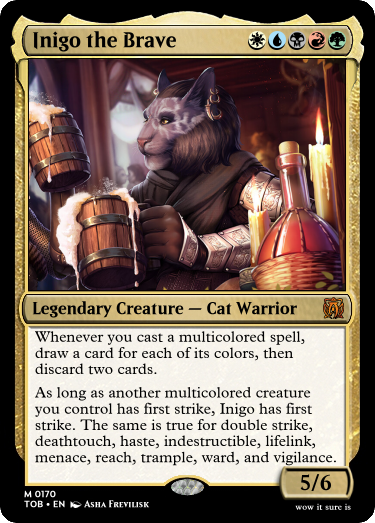 Inigo the Brave
Legendary Creature — Cat Warrior
Whenever you cast a multicolored spell,
draw a card for each of its colors, then
discard two cards.
As long as another multicolored creature
you control has first strike, Inigo has first
strike. The same is true for double strike,
deathtouch, haste, indestructible, lifelink,
menace, reach, trample, ward, and vigilance.
5/6
M 0170
TOB • EN Asha Frevilisk
wow it sure is